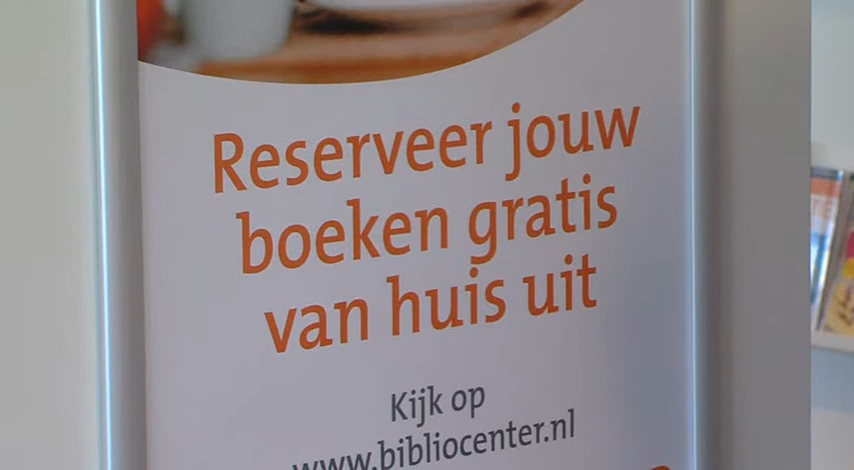 Reserveer jouw
boeken gratis
van huis uit
Kijk op
www.bibliocenter.nl